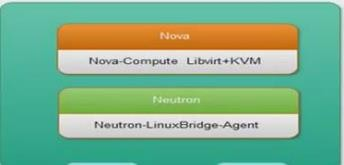 Nova
Nova-Compute Libvirt+KVM
Neutron
Neutron-LinuxBridge-Agent